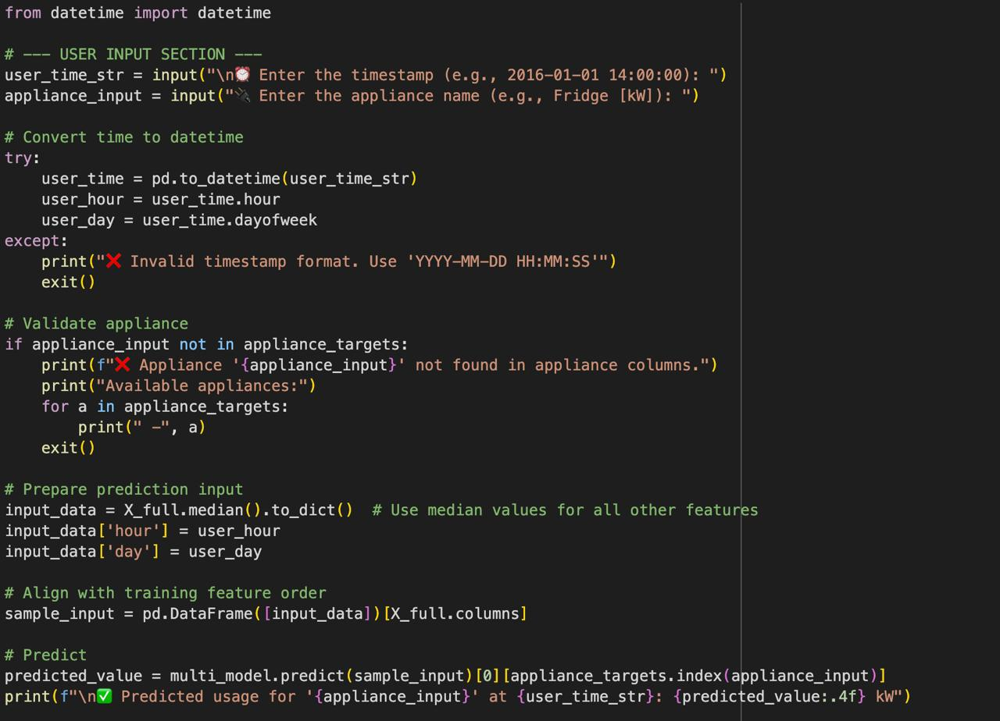 from datetime import datetime

# --- USER INPUT SECTION ---
user_time_str = input("\n⏰ Enter the timestamp (e.g., 2016-01-01 14:00:00): ")
appliance_input = input("🔌 Enter the appliance name (e.g., Fridge [kW]): ")

# Convert time to datetime
try:
    user_time = pd.to_datetime(user_time_str)
    user_hour = user_time.hour
    user_day = user_time.dayofweek
except:
    print("❌ Invalid timestamp format. Use 'YYYY-MM-DD HH:MM:SS'")
    exit()

# Validate appliance
if appliance_input not in appliance_targets:
    print(f"❌ Appliance '{appliance_input}' not found in appliance columns.")
    print("Available appliances:")
    for a in appliance_targets:
        print(" -", a)
    exit()

# Prepare prediction input
input_data = X_full.median().to_dict()  # Use median values for all other features
input_data['hour'] = user_hour
input_data['day'] = user_day

# Align with training feature order
sample_input = pd.DataFrame([input_data])[X_full.columns]

# Predict
predicted_value = multi_model.predict(sample_input)[0][appliance_targets.index(appliance_input)]
print(f"\n✅ Predicted usage for '{appliance_input}' at {user_time_str}: {predicted_value:.4f} kW")